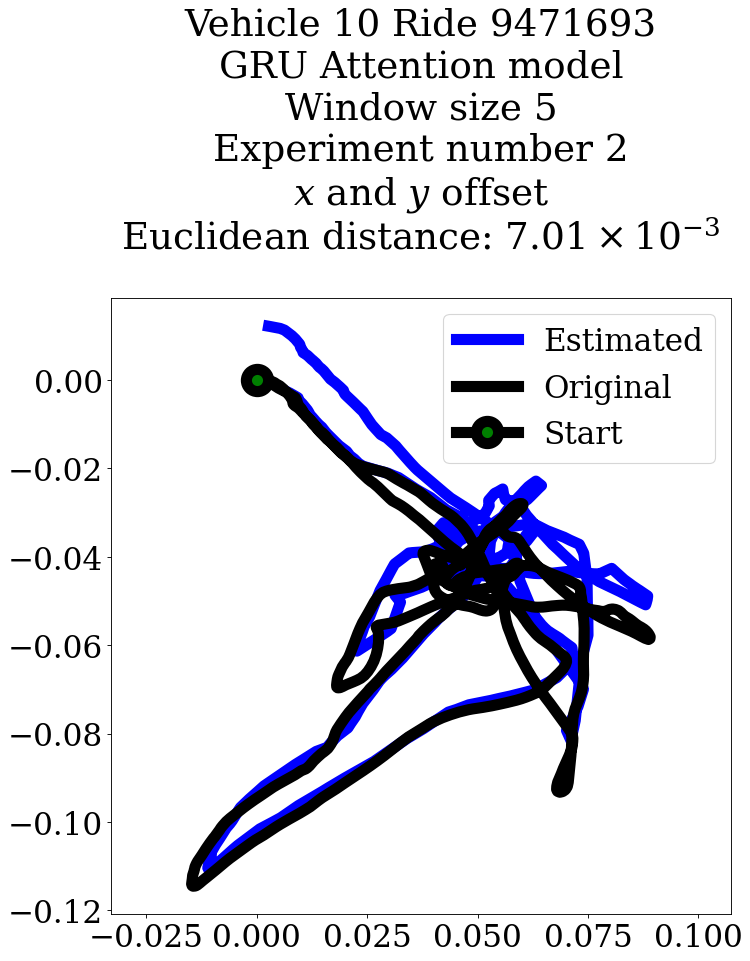 Vehicle 10 Ride 9471693
GRU Attention model
Window size 5
Experiment number 2
x and y offset
Euclidean distance: 7.01 × 10⁻³
Estimated
Original
Start
0.00
−0.02
−0.04
−0.06
−0.08
−0.10
−0.12
−0.025 0.000 0.025 0.050 0.075 0.100